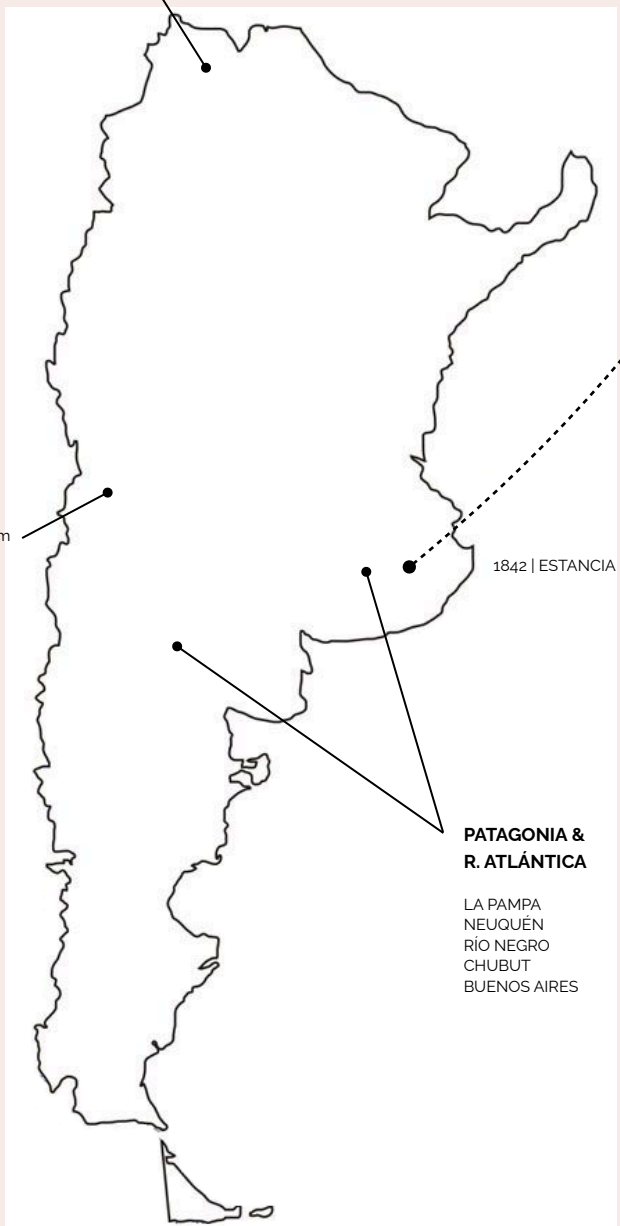 m
1842 | ESTANCIA
PATAGONIA &
R. ATLÁNTICA
LA PAMPA
NEUQUÉN
RÍO NEGRO
CHUBUT
BUENOS AIRES